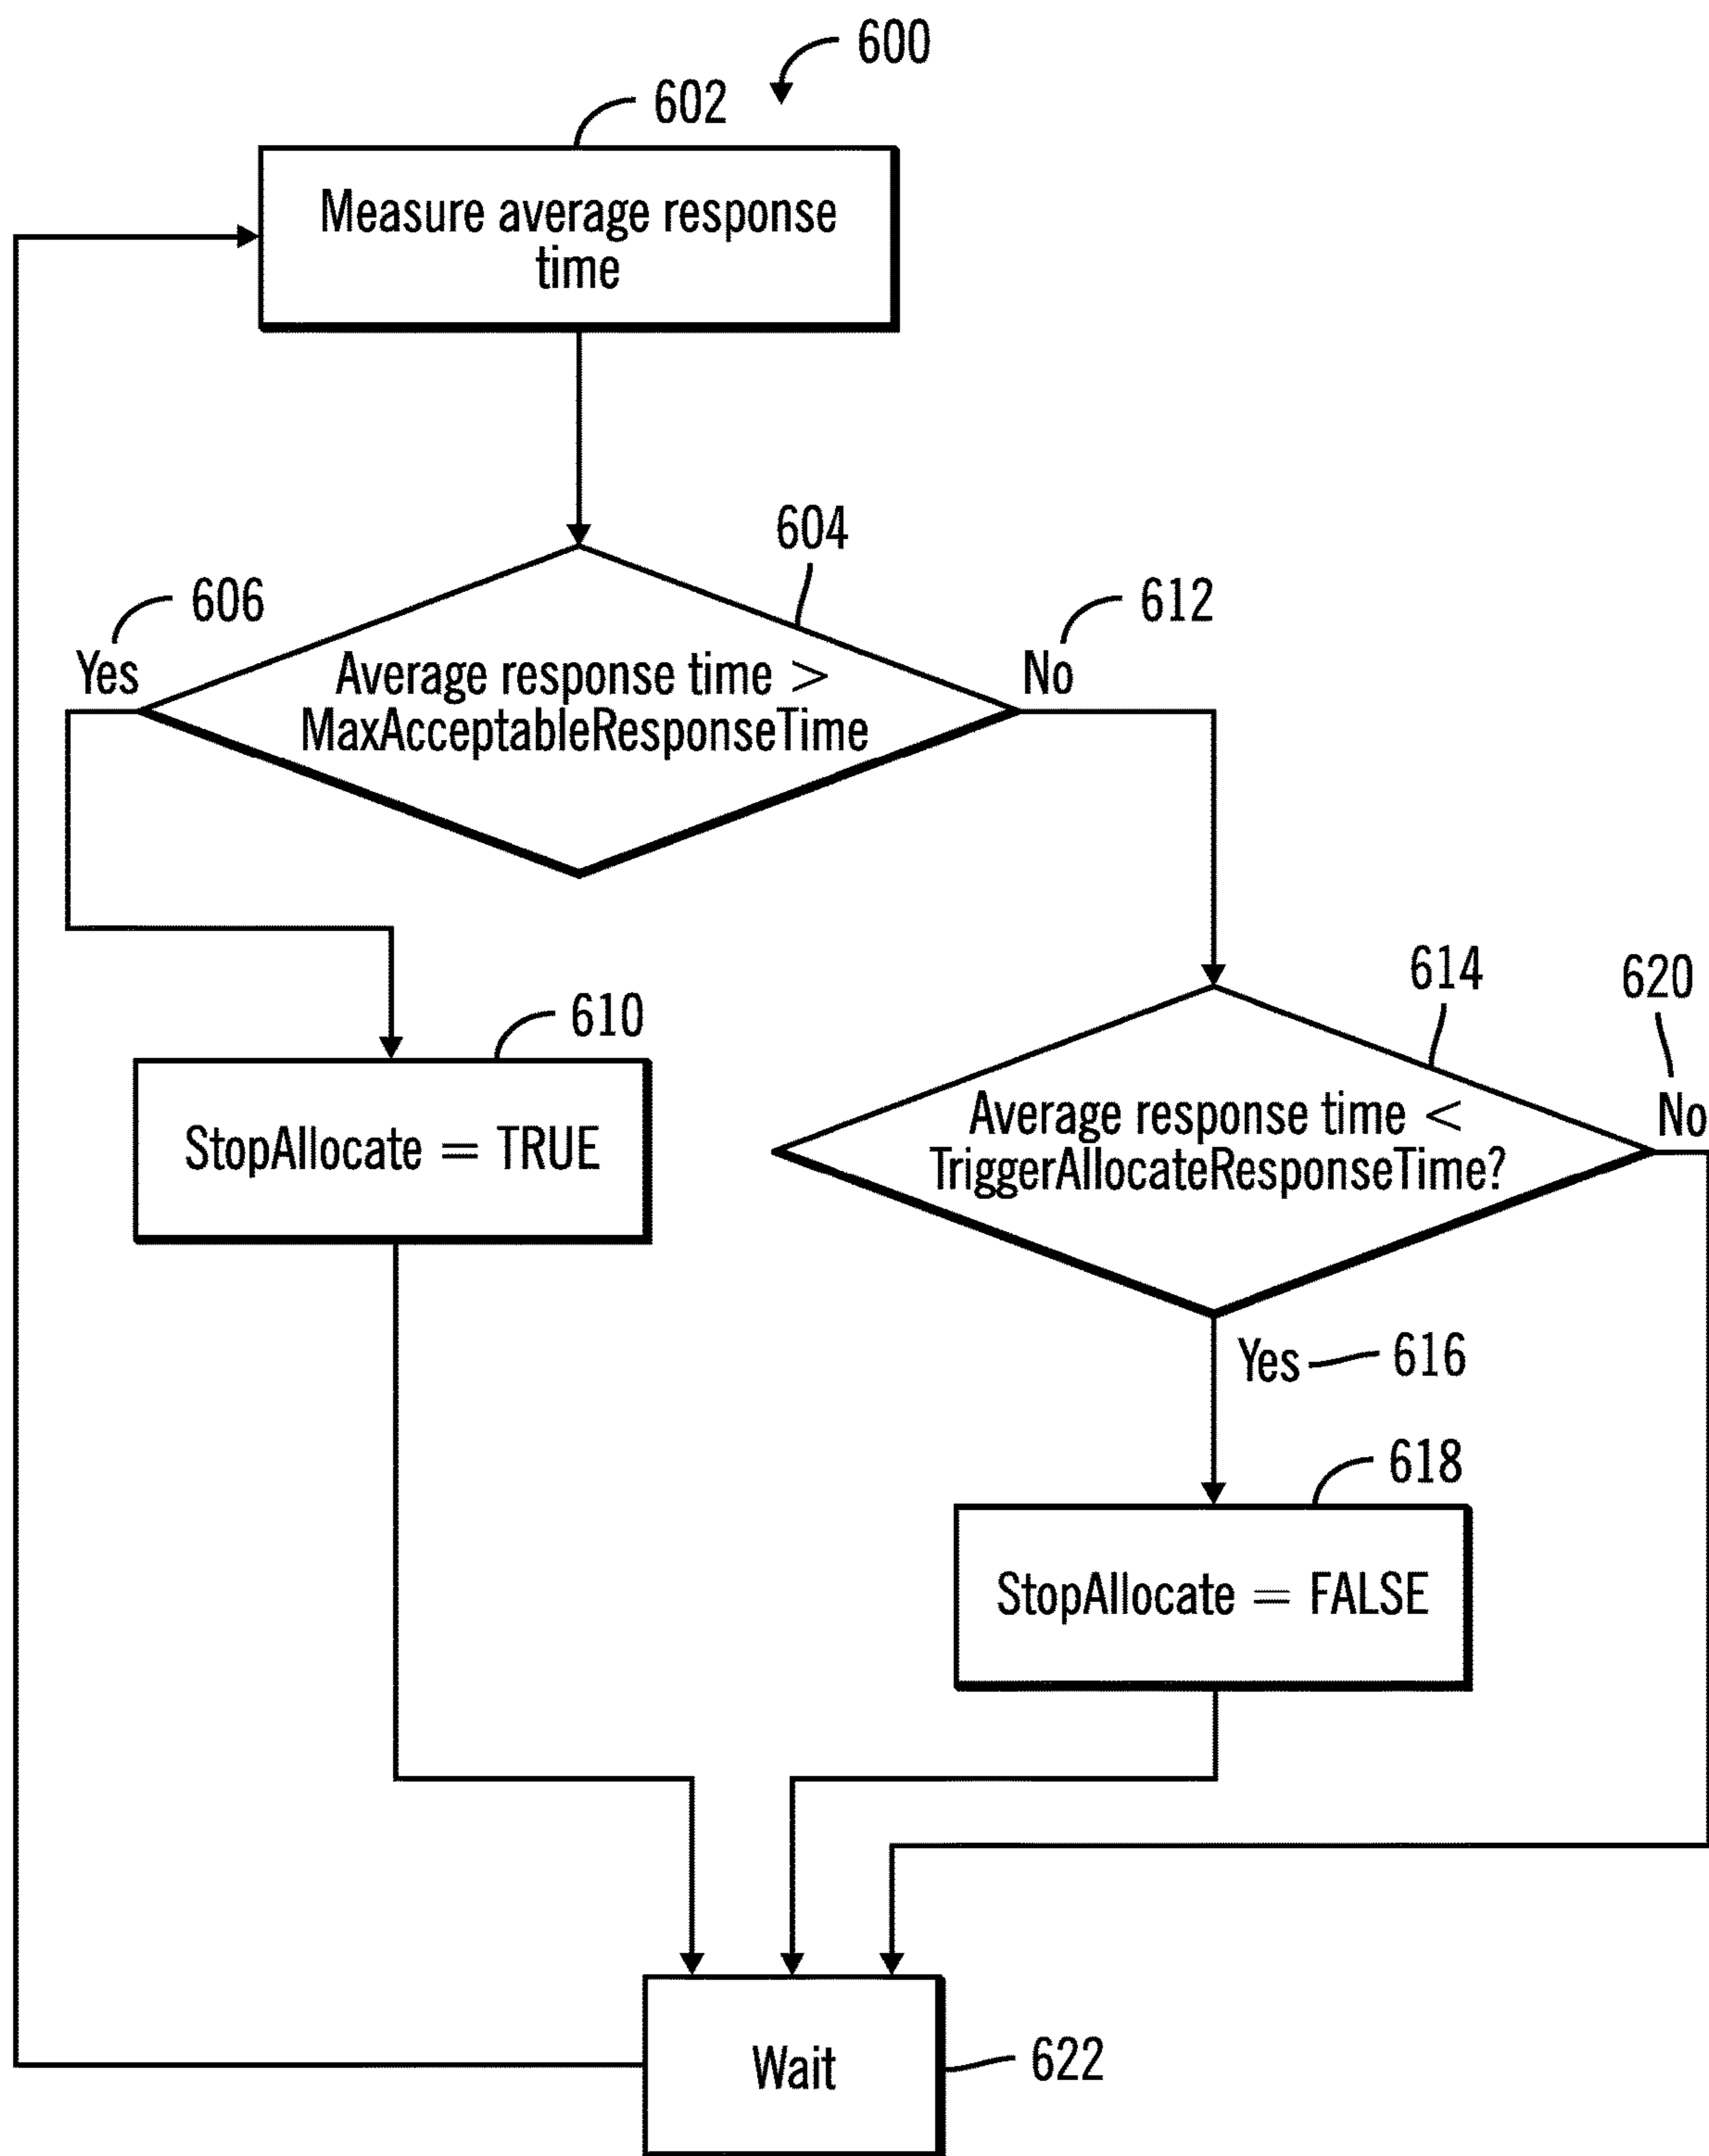 600
602
Measure average response
time
604
606
612
Yes
No
Average response time >
MaxAcceptableResponseTime
614
620
610
No
StopAllocate = TRUE
Average response time <
TriggerAllocateResponseTime?
Yes
616
618
StopAllocate = FALSE
Wait
622